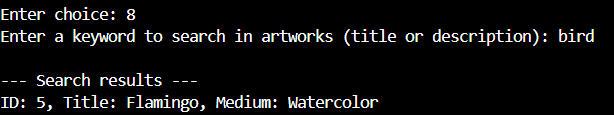 Enter choice: 8
Enter a keyword to search in artworks (title or description): bird
--- Search results ---
ID: 5, Title: Flamingo, Medium: Watercolor